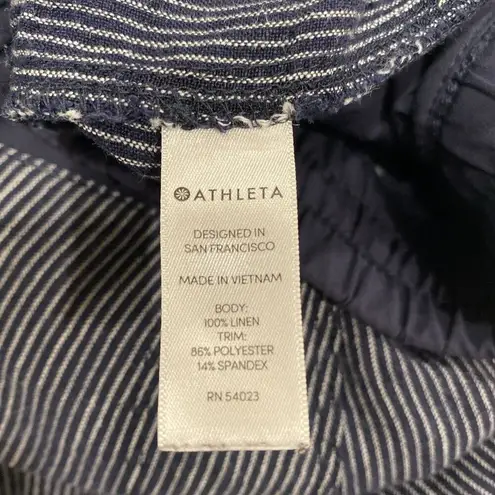 ATHLETA
DESIGNED IN
SAN FRANCISCO
MADE IN VIETNAM
BODY:
100% LINEN
TRIM:
86% POLYESTER
14% SPANDEX
RN 54023